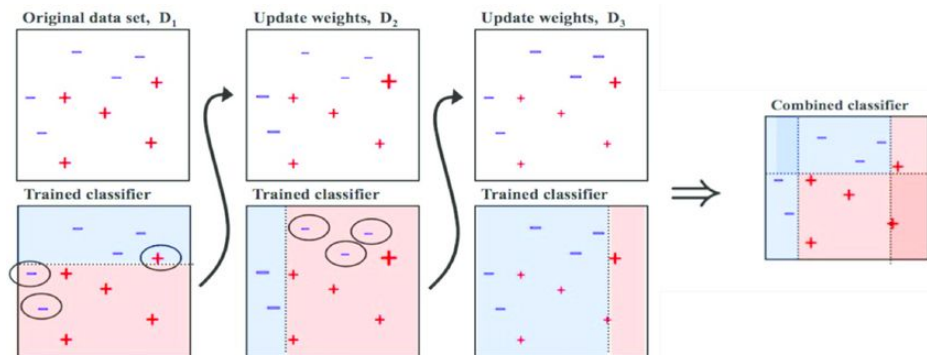 Original data set, D₁
Update weights, D₂
Update weights, D₃
Combined classifier
Trained classifier
Trained classifier
Trained classifier